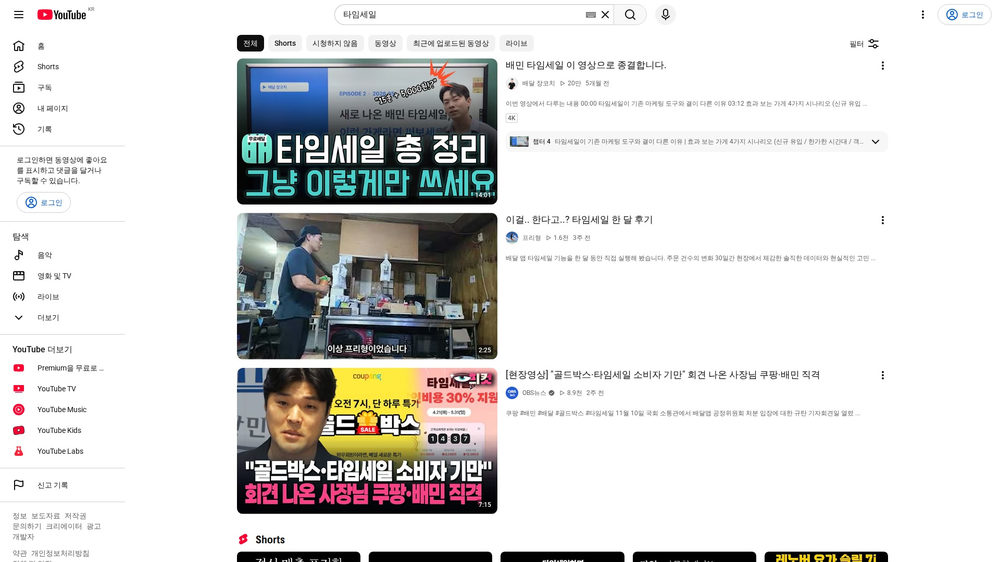 YouTube KR
타임세일
로그인
홈
Shorts
구독
내 페이지
기록
로그인하면 동영상에 좋아요
를 표시하고 댓글을 달거나
구독할 수 있습니다.
로그인
탐색
음악
영화 및 TV
라이브
더보기
YouTube 더보기
Premium을 무료로 ...
YouTube TV
YouTube Music
YouTube Kids
YouTube Labs
신고 기록
정보 보도자료 저작권
문의하기 크리에이터 광고
개발자
약관 개인정보처리방침
전체 Shorts 시청하지 않음 동영상 최근에 업로드된 동영상 라이브
필터
배달 장코치
EPISODE 2
새로 나온 배민 타임세일,
타임세일 총 정리
그냥 이렇게만 쓰세요
14:01
배민 타임세일 이 영상으로 종결합니다.
배달 장코치 20만 5개월 전
이번 영상에서 다루는 내용 00:00 타임세일이 기존 마케팅 도구와 결이 다른 이유 03:12 효과 보는 가게 4가지 시나리오 (신규 유입 ...
4K
챕터 4 타임세일이 기존 마케팅 도구와 결이 다른 이유 | 효과 보는 가게 4가지 시나리오 (신규 유입 / 한가한 시간대 / 객...
이상 프리형이었습니다
2:25
이걸.. 한다고..? 타임세일 한 달 후기
프리형 1.6천 3주 전
배달 앱 타임세일 기능을 한 달 동안 직접 실행해 봤습니다. 주문 건수의 변화 30일간 현장에서 체감한 솔직한 데이터와 현실적인 고민 ...
coupang
오전 7시, 단 하루 특가
SALE
박스
타임세일,
비용 30% 지원
1 4 3 7
"골드박스·타임세일 소비자 기만"
회견 나온 사장님 쿠팡·배민 직격
7:15
[현장영상] "골드박스·타임세일 소비자 기만" 회견 나온 사장님 쿠팡·배민 직격
OBS뉴스 8.9천 2주 전
쿠팡 #배민 #배달 #골드박스 #타임세일 11월 10일 국회 소통관에서 배달앱 공정위원회 처분 입장에 대한 규탄 기자회견일 열렸 ...
Shorts